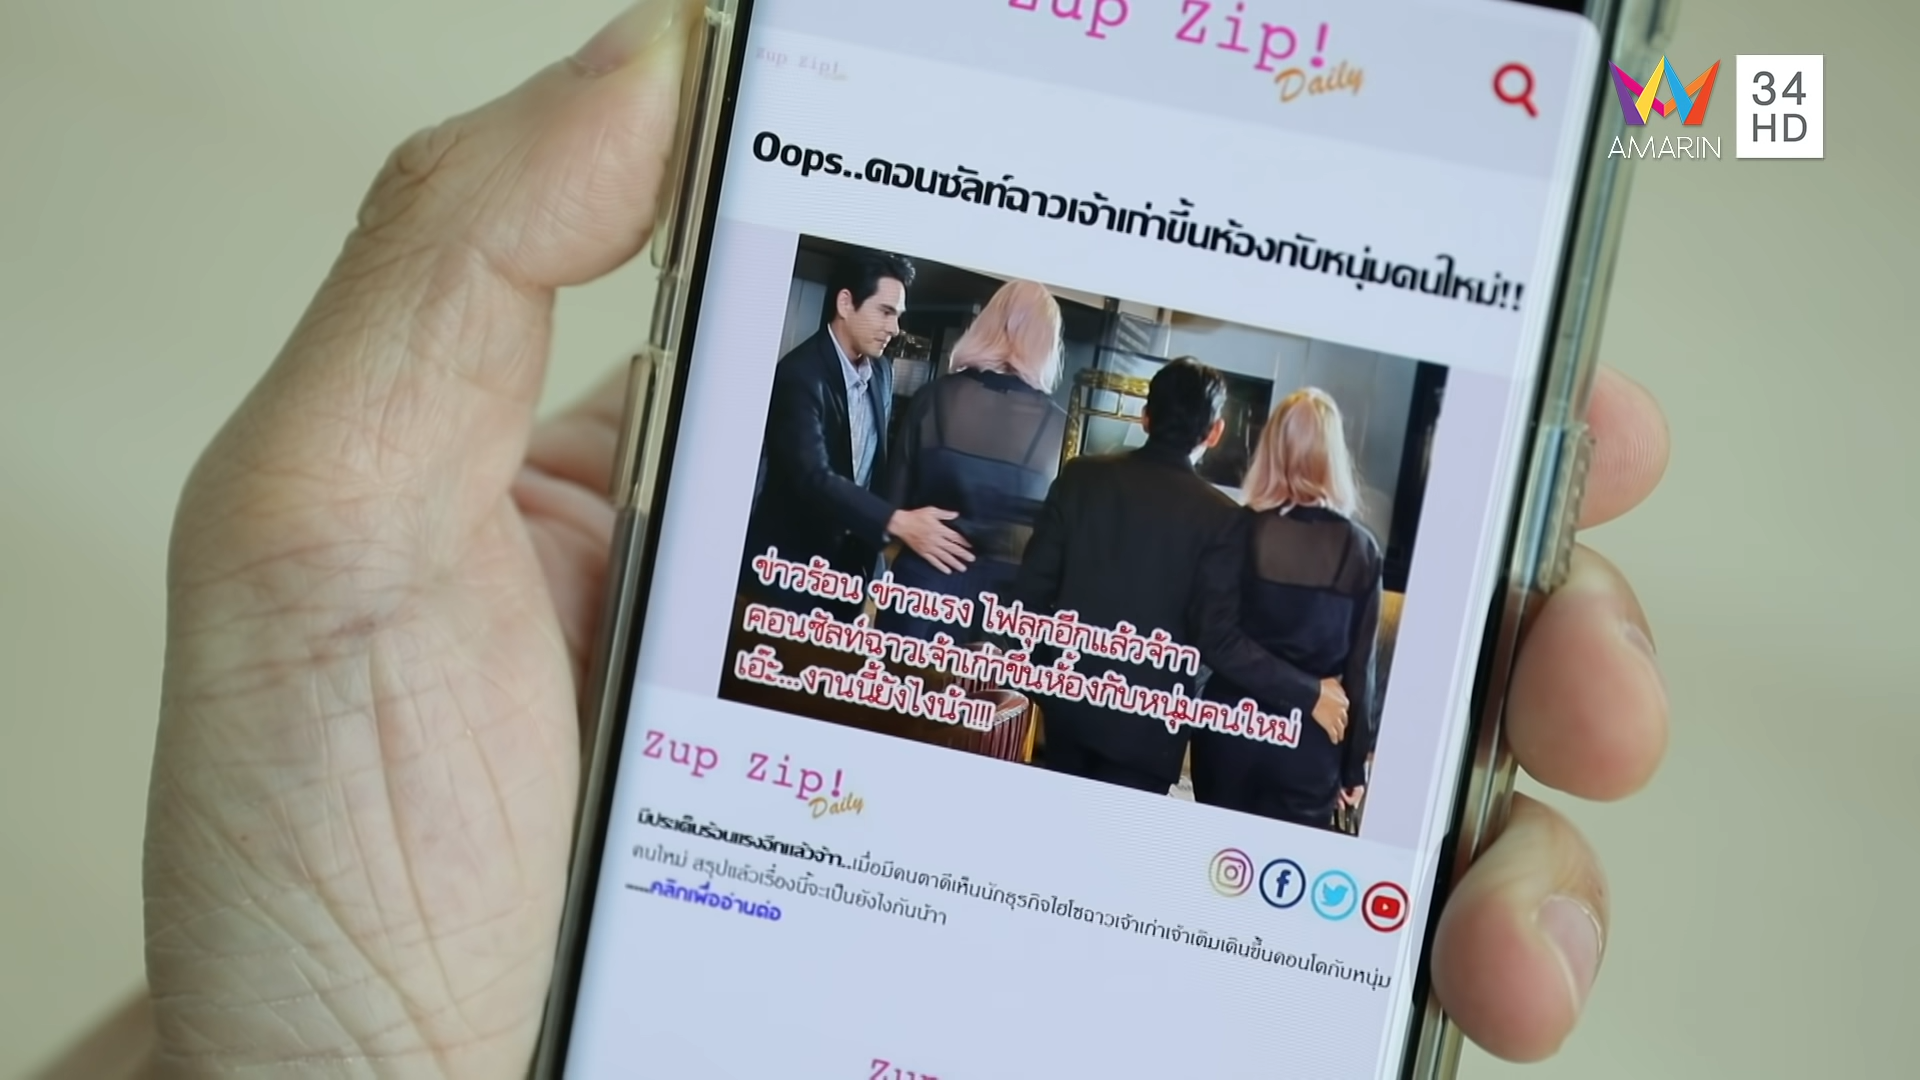 Zup Zip!
Daily
AMARIN
34
HD
Zup Zip!
Oops..คอนซัลท์ฉาวเจ้าเก่าขึ้นห้องกับหนุ่มคนใหม่!!
ข่าวร้อน ข่าวแรง ไฟลุกอีกแล้วจ้าา
คอนซัลท์ฉาวเจ้าเก่าขึ้นห้องกับหนุ่มคนใหม่
เอ๊ะ...งานนี้ยังไงน้า!!!
Zup Zip!
Daily
มีประเด็นร้อนแรงอีกแล้วจ้าา..เมื่อมีคนตาดีเห็นนักธุรกิจไฮโซฉาวเจ้าเก่าเจ้าเดิมเดินขึ้นคอนโดกับหนุ่ม
คนใหม่ สรุปแล้วเรื่องนี้จะเป็นยังไงกันน้าา
......คลิกเพื่ออ่านต่อ
Zup